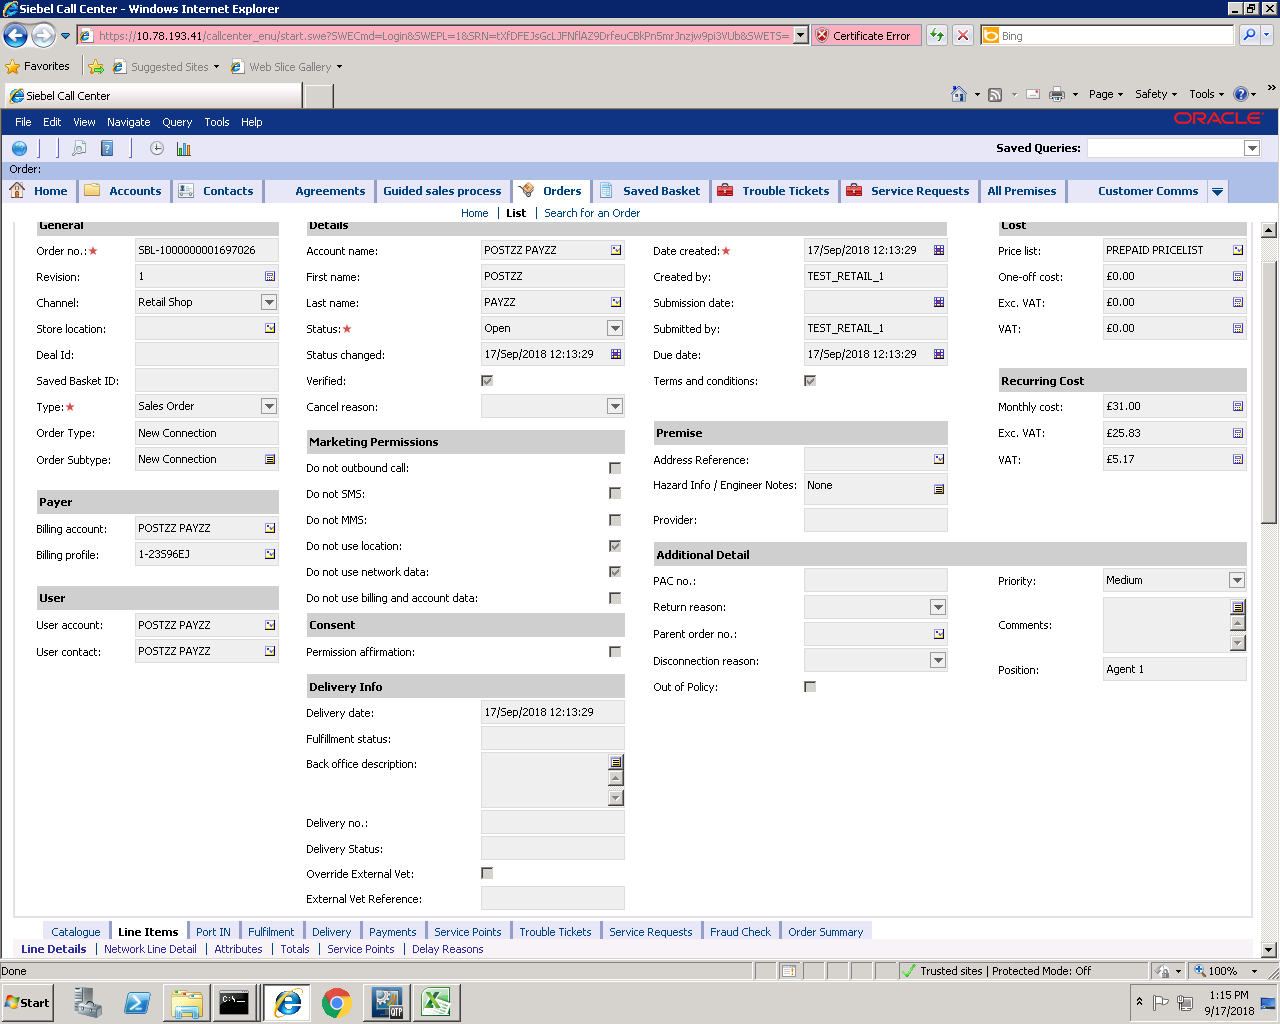 Siebel Call Center - Windows Internet Explorer
https://10.78.193.41/callcenter_enu/start.swe?SWECmd=Login&SWEPL=1&SRN= Certificate Error Bing
Favorites Suggested Sites Web Slice Gallery
Siebel Call Center Page Safety Tools
File Edit View Navigate Query Tools Help ORACLE
Saved Queries:
Order:
Home Accounts Contacts Agreements Guided sales process Orders Saved Basket Trouble Tickets Service Requests All Premises Customer Comms
Home List Search for an Order
General Details Cost
Order no.: SBL-1000000001697026 Account name: POSTZZ PAYZZ Date created: 17/Sep/2018 12:13:29 Price list: PREPAID PRICELIST
Revision: 1 First name: POSTZZ Created by: TEST_RETAIL_1 One-off cost: £0.00
Channel: Retail Shop Last name: PAYZZ Submission date: Exc. VAT: £0.00
Store location: Status: Open Submitted by: TEST_RETAIL_1 VAT: £0.00
Deal Id: Status changed: 17/Sep/2018 12:13:29 Due date: 17/Sep/2018 12:13:29
Saved Basket ID: Verified: Terms and conditions: Recurring Cost
Type: Sales Order Cancel reason: Monthly cost: £31.00
Order Type: New Connection Marketing Permissions Premise Exc. VAT: £25.83
Order Subtype: New Connection Do not outbound call: Address Reference: VAT: £5.17
Do not SMS: Hazard Info / Engineer Notes: None
Payer
Do not MMS: Provider:
Billing account: POSTZZ PAYZZ
Do not use location: Additional Detail
Billing profile: 1-23S96EJ
Do not use network data: PAC no.: Priority: Medium
User Do not use billing and account data: Return reason:
User account: POSTZZ PAYZZ Consent Parent order no.: Comments:
User contact: POSTZZ PAYZZ Permission affirmation: Disconnection reason:
Position: Agent 1
Delivery Info Out of Policy:
Delivery date: 17/Sep/2018 12:13:29
Fulfillment status:
Back office description:
Delivery no.:
Delivery Status:
Override External Vet:
External Vet Reference:
Catalogue Line Items Port IN Fulfilment Delivery Payments Service Points Trouble Tickets Service Requests Fraud Check Order Summary
Line Details Network Line Detail Attributes Totals Service Points Delay Reasons
Done Trusted sites | Protected Mode: Off 100%
Start C:\ QTP 1:15 PM
9/17/2018